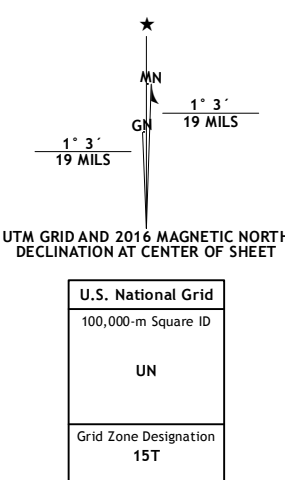 ★
MN
1° 3´
19 MILS
GN
1° 3´
19 MILS
UTM GRID AND 2016 MAGNETIC NORTH
DECLINATION AT CENTER OF SHEET
U.S. National Grid
100,000-m Square ID
UN
Grid Zone Designation
15T